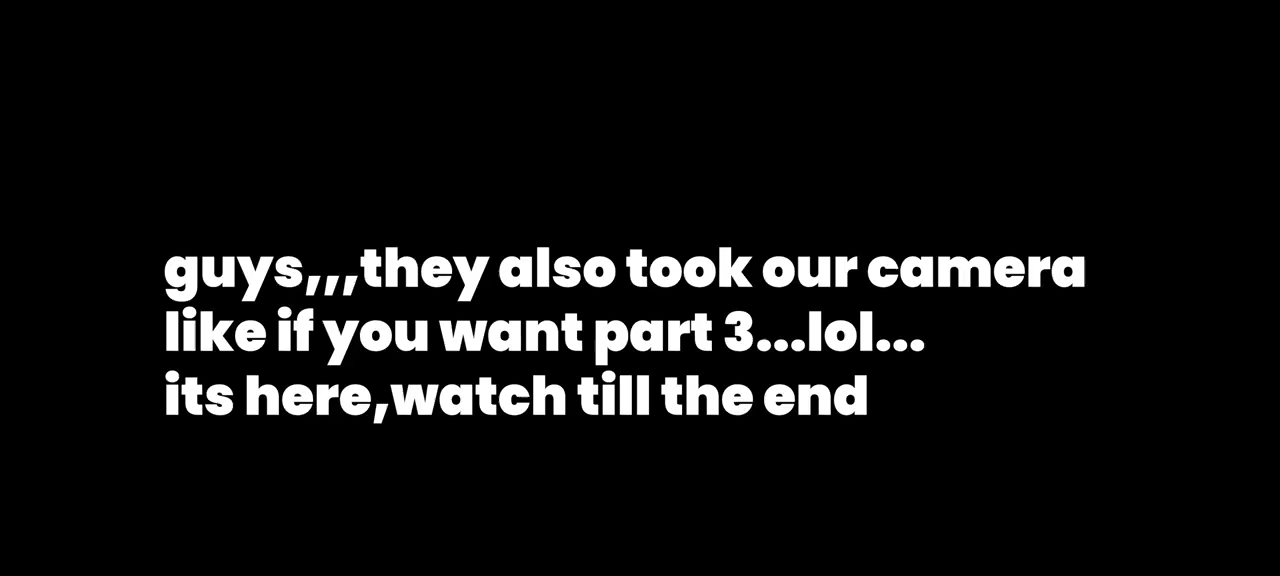 guys,,,they also took our camera
like if you want part 3...lol...
its here,watch till the end